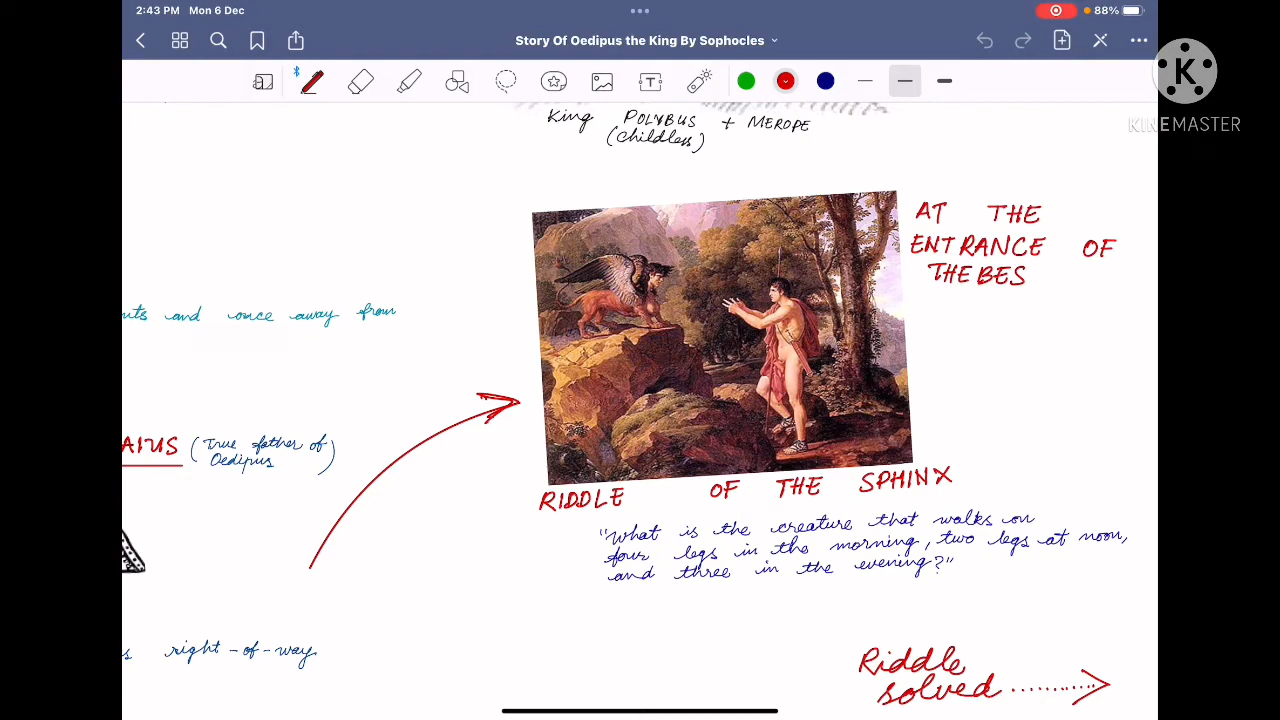 2:43 PM Mon 6 Dec
88%
Story Of Oedipus the King By Sophocles
T
K
KINEMASTER
King POLYBUS + MEROPE
(childless)
AT THE
ENTRANCE OF
THEBES
nts and once away from
AIUS (True father of
Oedipus)
RIDDLE OF THE SPHINX
"What is the creature that walks on
four legs in the morning, two legs at noon,
and three in the evening?"
s right-of-way
Riddle
solved